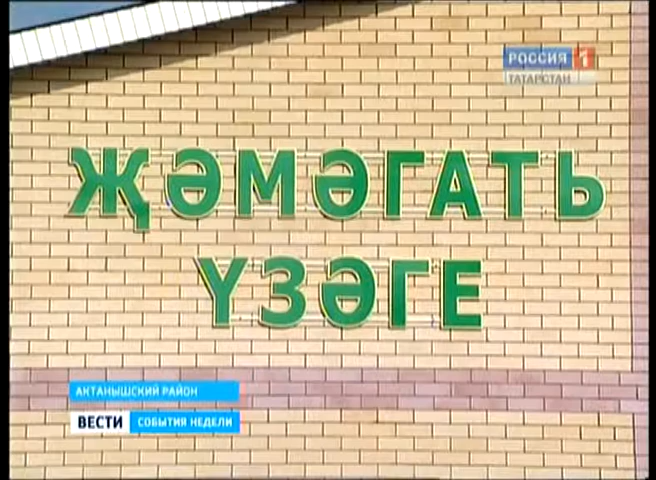 РОССИЯ 1
ТАТАРСТАН
ҖӘМӘГАТЬ
ҮЗӘГЕ
АКТАНЫШСКИЙ РАЙОН
ВЕСТИ СОБЫТИЯ НЕДЕЛИ